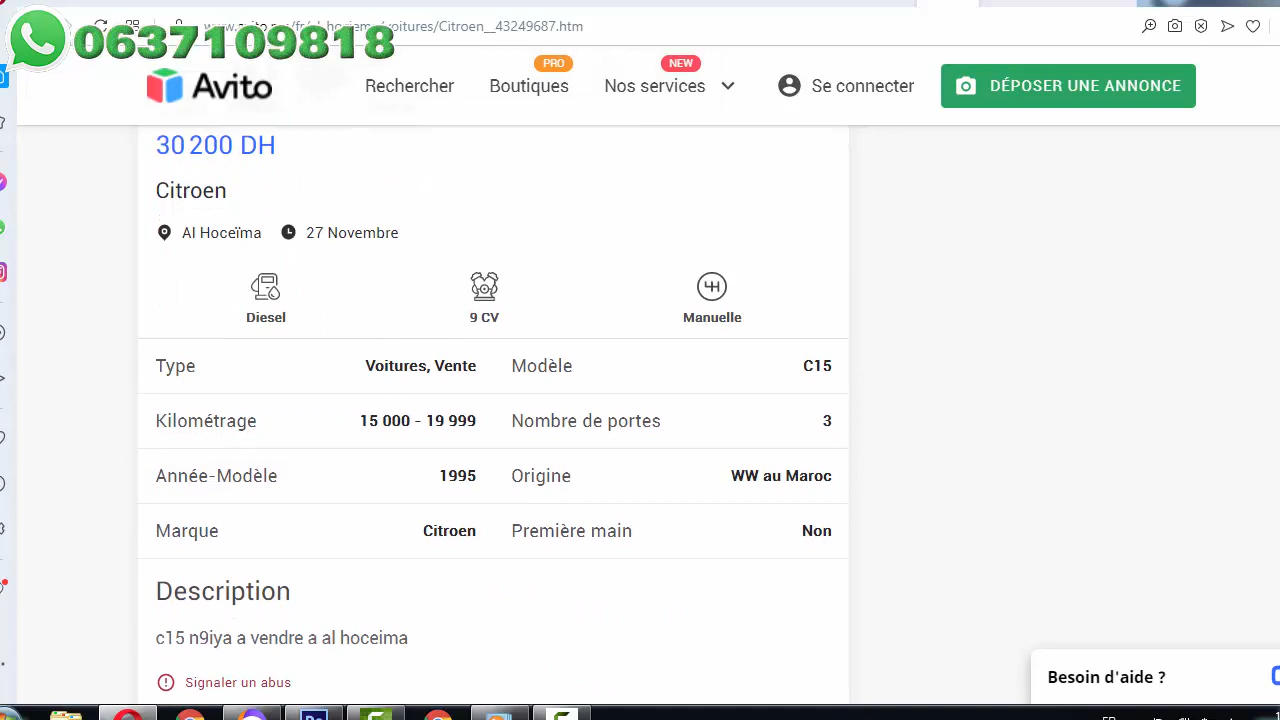 0637109818
/voitures/Citroen__43249687.htm
Avito
Rechercher
PRO
Boutiques
NEW
Nos services
Se connecter
DÉPOSER UNE ANNONCE
30 200 DH
Citroen
Al Hoceïma 27 Novembre
Diesel 9 CV Manuelle
Type Voitures, Vente Modèle C15
Kilométrage 15 000 - 19 999 Nombre de portes 3
Année-Modèle 1995 Origine WW au Maroc
Marque Citroen Première main Non
Description
c15 n9iya a vendre a al hoceima
Signaler un abus
Besoin d'aide ?